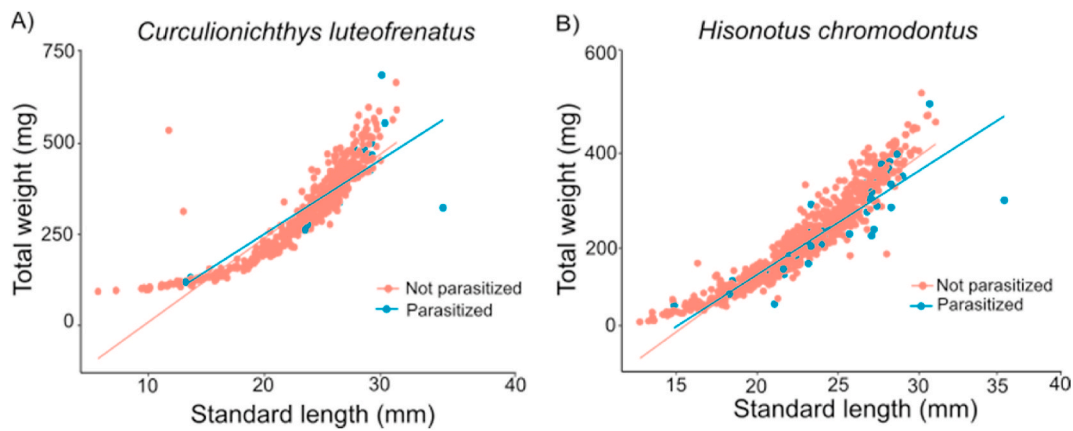 A)
Curculionichthys luteofrenatus
Total weight (mg)
750
500
250
0
10
20
30
40
Standard length (mm)
Not parasitized
Parasitized
B)
Hisonotus chromodontus
Total weight (mg)
600
400
200
0
15
20
25
30
35
40
Standard length (mm)
Not parasitized
Parasitized